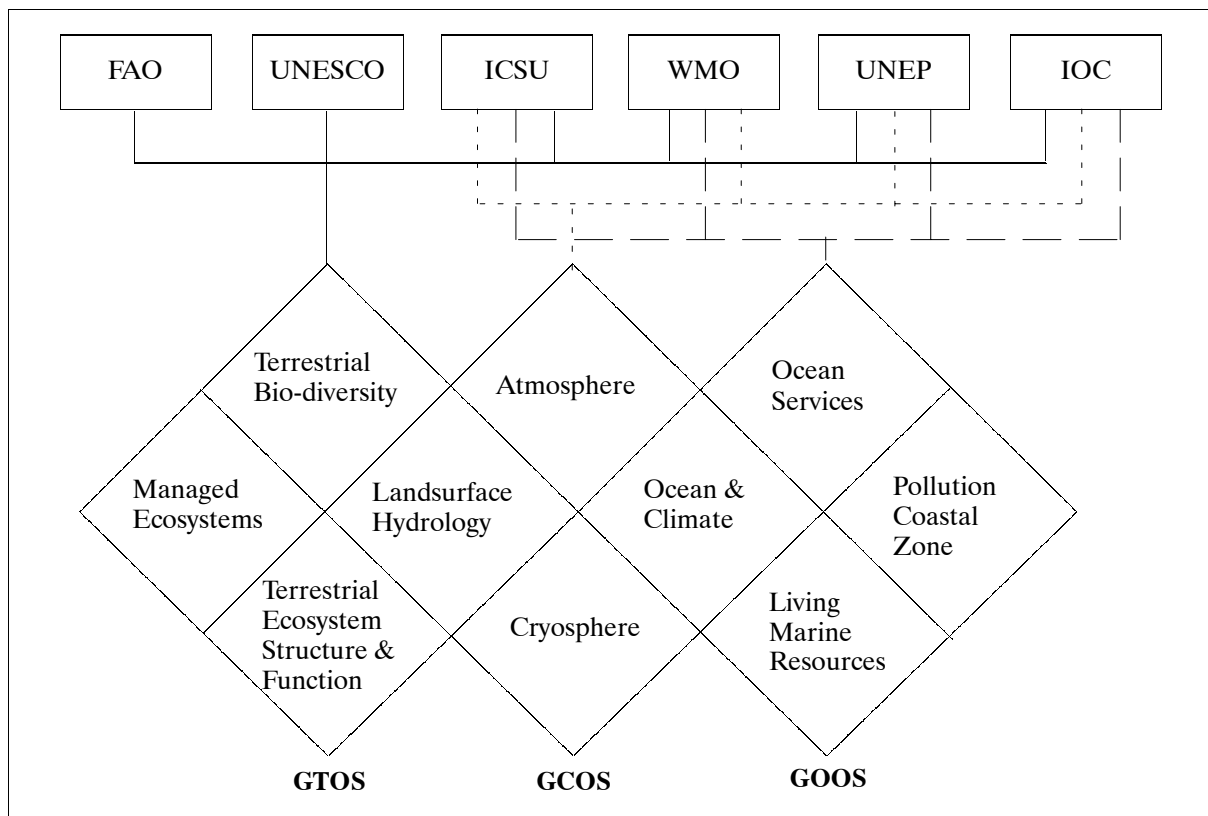 FAO
UNESCO
ICSU
WMO
UNEP
IOC
Terrestrial
Bio-diversity
Atmosphere
Ocean
Services
Managed
Ecosystems
Landsurface
Hydrology
Ocean &
Climate
Pollution
Coastal
Zone
Terrestrial
Ecosystem
Structure &
Function
Cryosphere
Living
Marine
Resources
GTOS
GCOS
GOOS